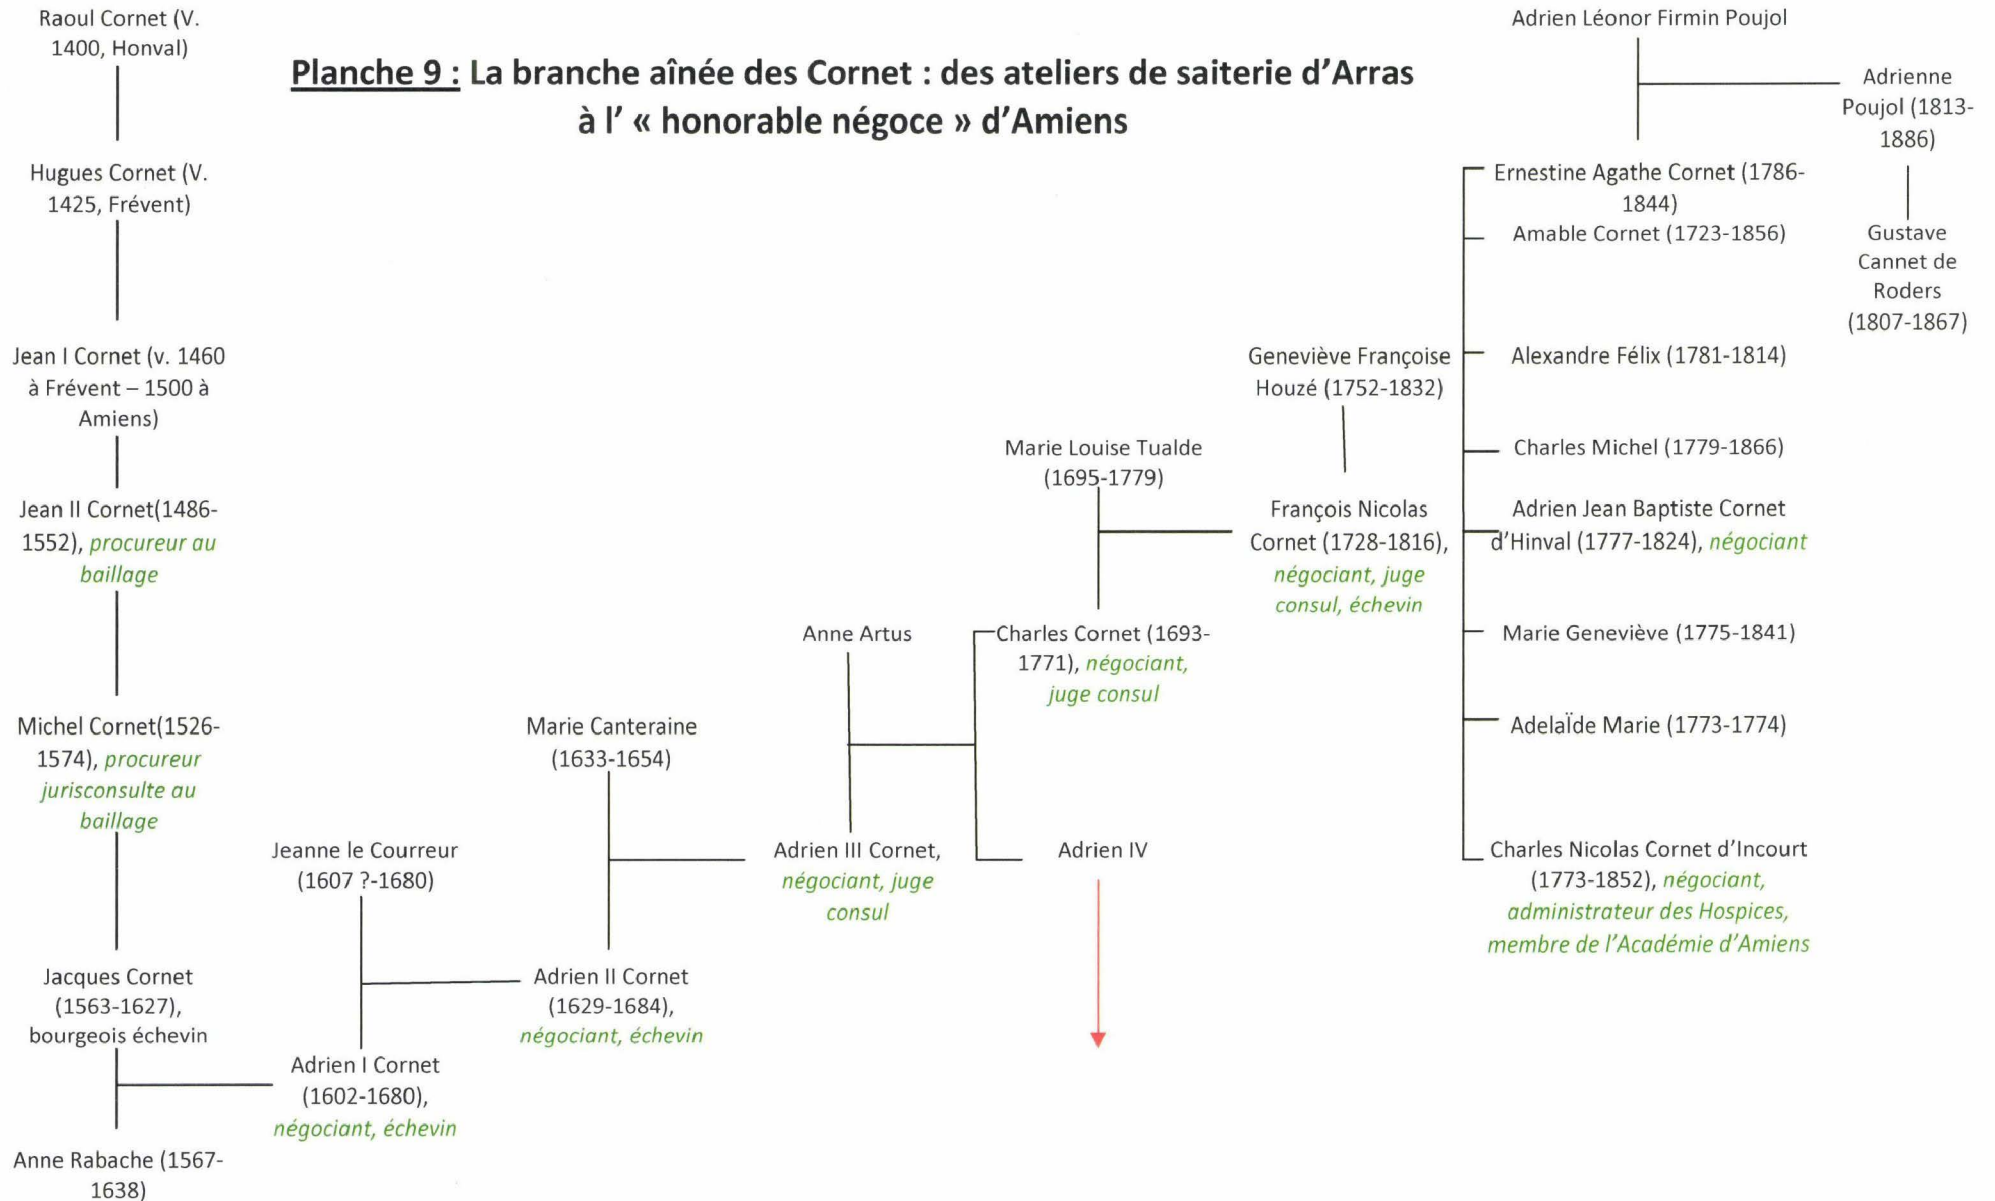 Planche 9 : La branche aînée des Cornet : des ateliers de saiterie d’Arras
à l’ « honorable négoce » d’Amiens
Raoul Cornet (V.
1400, Honval)
Hugues Cornet (V.
1425, Frévent)
Jean I Cornet (v. 1460
à Frévent – 1500 à
Amiens)
Jean II Cornet(1486-
1552), procureur au
baillage
Michel Cornet(1526-
1574), procureur
jurisconsulte au
baillage
Jacques Cornet
(1563-1627),
bourgeois échevin
Anne Rabache (1567-
1638)
Jeanne le Courreur
(1607 ?-1680)
Adrien I Cornet
(1602-1680),
négociant, échevin
Marie Canteraine
(1633-1654)
Adrien II Cornet
(1629-1684),
négociant, échevin
Anne Artus
Adrien III Cornet,
négociant, juge
consul
Marie Louise Tualde
(1695-1779)
Charles Cornet (1693-
1771), négociant,
juge consul
Adrien IV
Geneviève Françoise
Houzé (1752-1832)
François Nicolas
Cornet (1728-1816),
négociant, juge
consul, échevin
Adrien Léonor Firmin Poujol
Adrienne
Poujol (1813-
1886)
Gustave
Cannet de
Roders
(1807-1867)
Ernestine Agathe Cornet (1786-
1844)
Amable Cornet (1723-1856)
Alexandre Félix (1781-1814)
Charles Michel (1779-1866)
Adrien Jean Baptiste Cornet
d’Hinval (1777-1824), négociant
Marie Geneviève (1775-1841)
Adelaïde Marie (1773-1774)
Charles Nicolas Cornet d’Incourt
(1773-1852), négociant,
administrateur des Hospices,
membre de l’Académie d’Amiens